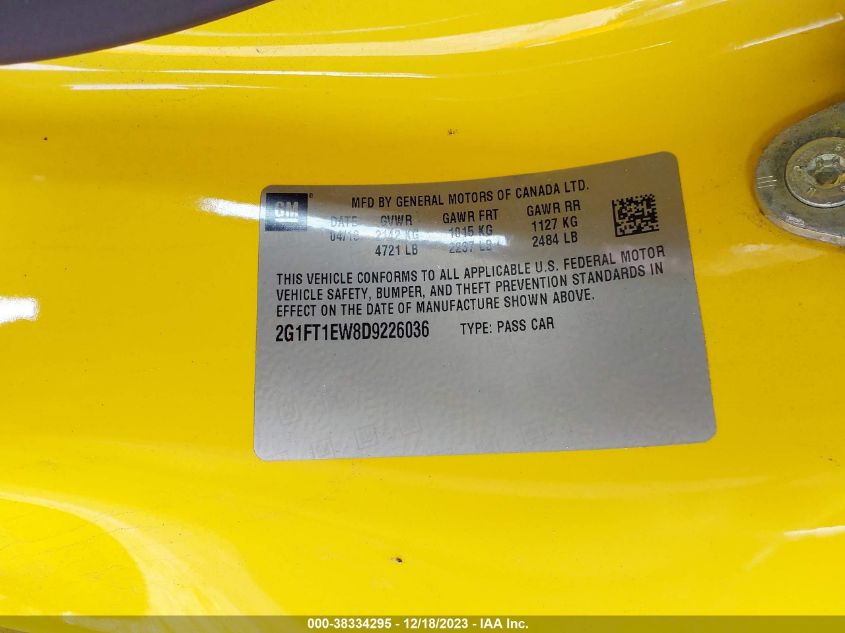 GM
MFD BY GENERAL MOTORS OF CANADA LTD.
DATE GVWR GAWR FRT GAWR RR
KG KG 1127 KG
4721 LB 2484 LB
THIS VEHICLE CONFORMS TO ALL APPLICABLE U.S. FEDERAL MOTOR
VEHICLE SAFETY, BUMPER, AND THEFT PREVENTION STANDARDS IN
EFFECT ON THE DATE OF MANUFACTURE SHOWN ABOVE.
2G1FT1EW8D9226036 TYPE: PASS CAR
000-38334295 - 12/18/2023 - IAA Inc.